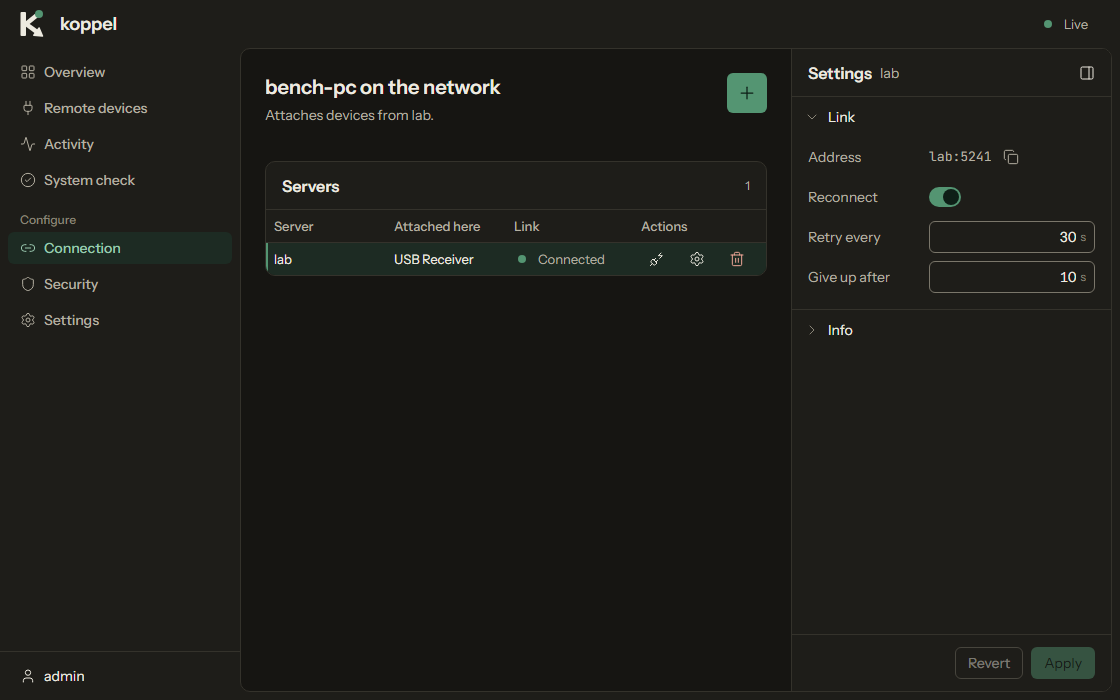 koppel
Live
Overview
Remote devices
Activity
System check
Configure
Connection
Security
Settings
admin
bench-pc on the network
Attaches devices from lab.
Servers 1
Server Attached here Link Actions
lab USB Receiver Connected
Settings lab
Link
Address lab:5241
Reconnect
Retry every 30 s
Give up after 10 s
Info
Revert Apply